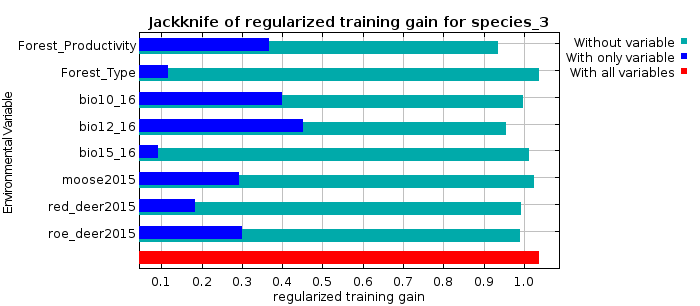 Jackknife of regularized training gain for species_3
Without variable
With only variable
With all variables
Environmental Variable
Forest_Productivity
Forest_Type
bio10_16
bio12_16
bio15_16
moose2015
red_deer2015
roe_deer2015
0.1 0.2 0.3 0.4 0.5 0.6 0.7 0.8 0.9 1.0
regularized training gain